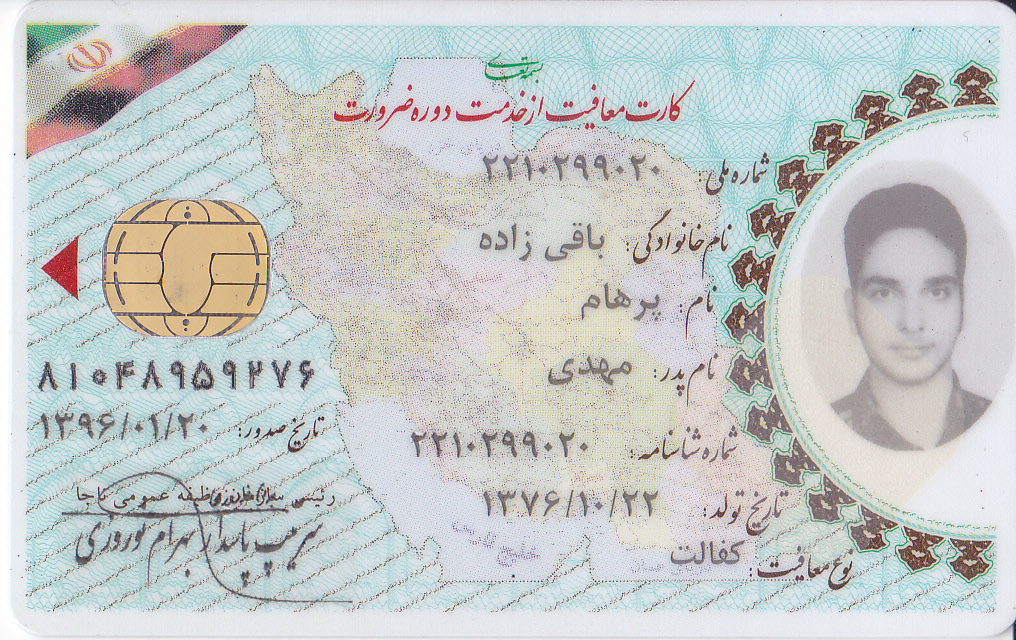 بسمه تعالی
کارت معافیت از خدمت دوره ضرورت
شماره ملی: ۲۲۱۰۲۹۹۰۲۰
نام خانوادگی: باقی زاده
نام: پرهام
نام پدر: مهدی
شماره شناسنامه: ۲۲۱۰۲۹۹۰۲۰
تاریخ تولد: ۱۳۷۶/۱۰/۲۲
نوع معافیت: کفالت
۸۱۰۴۸۹۵۹۲۷۶
تاریخ صدور: ۱۳۹۶/۰۱/۲۰
رئیس سازمان وظیفه عمومی ناجا
سرتیپ پاسدار بهرام نوروزی
خلیج فارس